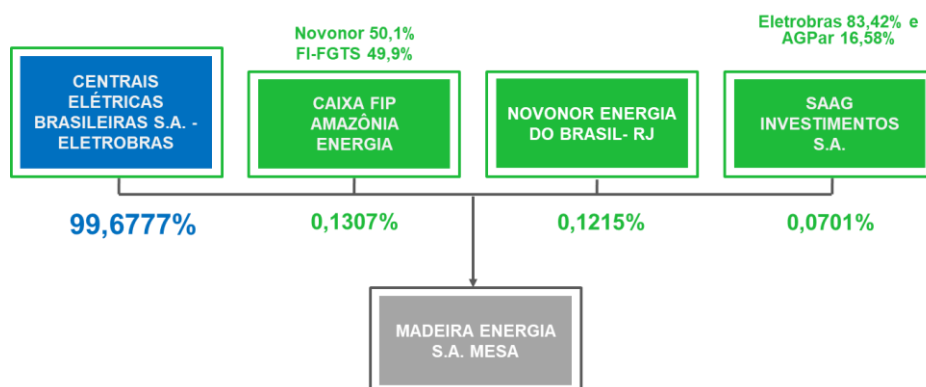 Novonor 50,1%
FI-FGTS 49,9%
Eletrobras 83,42% e
AGPar 16,58%
CENTRAIS
ELÉTRICAS
BRASILEIRAS S.A. -
ELETROBRAS
CAIXA FIP
AMAZÔNIA
ENERGIA
NOVONOR ENERGIA
DO BRASIL- RJ
SAAG
INVESTIMENTOS
S.A.
99,6777%
0,1307%
0,1215%
0,0701%
MADEIRA ENERGIA
S.A. MESA